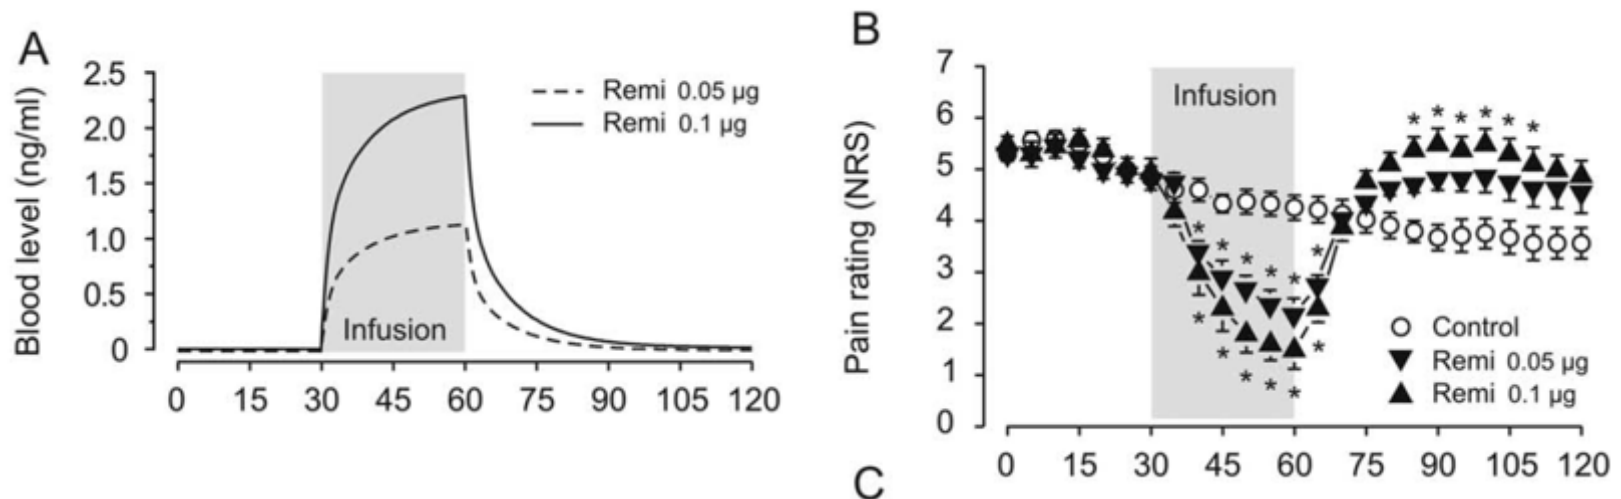 A
Blood level (ng/ml)
2.5
2.0
1.5
1.0
0.5
0
Infusion
Remi 0.05 µg
Remi 0.1 µg
0 15 30 45 60 75 90 105 120
B
Pain rating (NRS)
7
6
5
4
3
2
1
0
Infusion
* * * * * *
* * * * * *
* * * * * *
Control
Remi 0.05 µg
Remi 0.1 µg
0 15 30 45 60 75 90 105 120
C